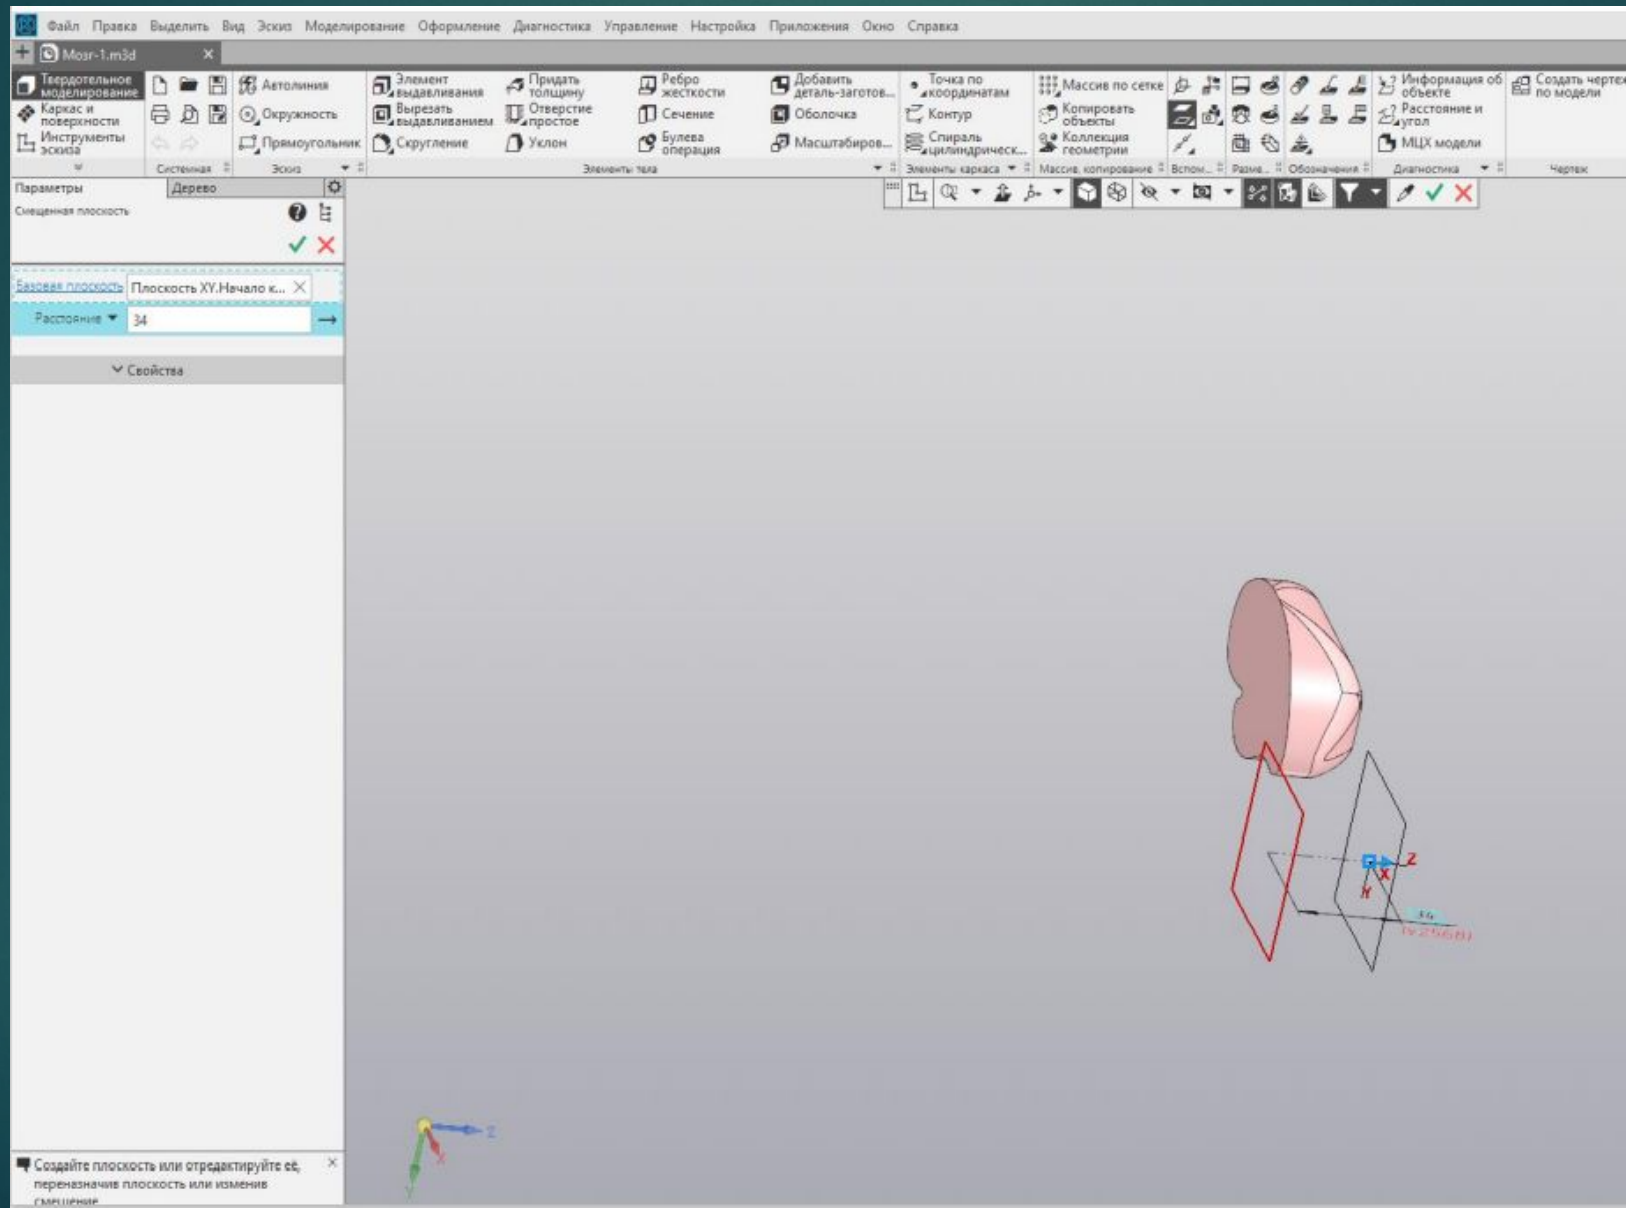 Файл Правка Выделить Вид Эскиз Моделирование Оформление Диагностика Управление Настройка Приложения Окно Справка
Мозг-1.m3d
Твердотельное моделирование
Каркас и поверхности
Инструменты эскиза
Системная
Автолиния
Окружность
Прямоугольник
Эскиз
Элемент выдавливания
Вырезать выдавливанием
Скругление
Придать толщину
Отверстие простое
Уклон
Ребро жесткости
Сечение
Булева операция
Добавить деталь-заготов...
Оболочка
Масштабиров...
Элементы тела
Точка по координатам
Контур
Спираль цилиндрическ...
Элементы каркаса
Массив по сетке
Копировать объекты
Коллекция геометрии
Массив, копирование
Вспом...
Разме...
Обозначения
Информация об объекте
Расстояние и угол
МЦХ модели
Диагностика
Создать чертеж по модели
Чертеж
Параметры
Дерево
Смещенная плоскость
Базовая плоскость Плоскость XY.Начало к...
Расстояние 34
Свойства
Z
X
Y
34
Z
X
Y
Создайте плоскость или отредактируйте её,
переназначив плоскость или изменив
смещение